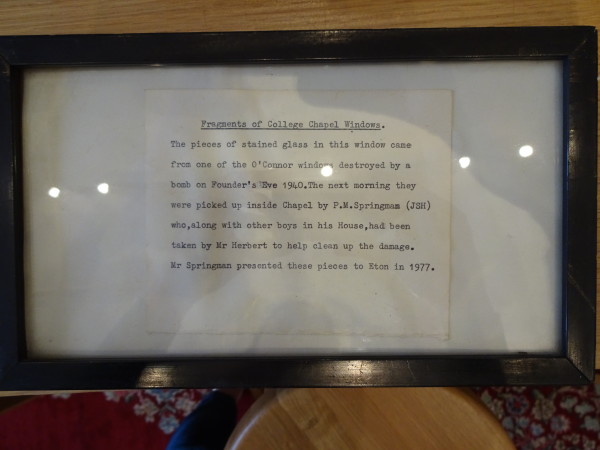 Fragments of College Chapel Windows.
The pieces of stained glass in this window came
from one of the O'Connor windows destroyed by a
bomb on Founder's Eve 1940.The next morning they
were picked up inside Chapel by P.M.Springmam (JSH)
who,along with other boys in his House,had been
taken by Mr Herbert to help clean up the damage.
Mr Springman presented these pieces to Eton in 1977.